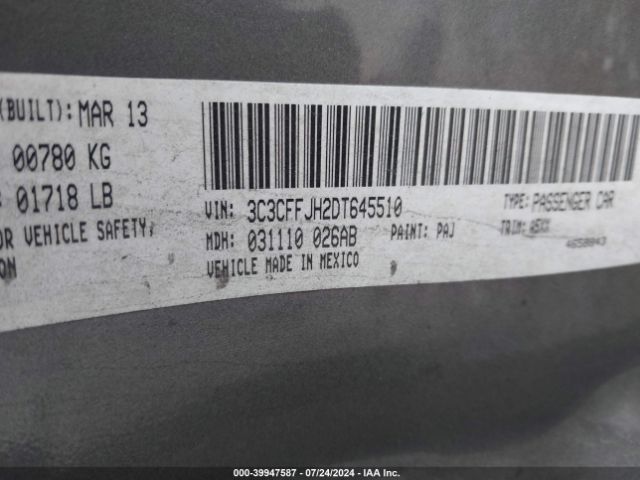 (BUILT): MAR 13
00780 KG
01718 LB
OR VEHICLE SAFETY,
ON
VIN: 3C3CFFJH2DT645510
TYPE: PASSENGER CAR
MDH: 031110 026AB
PAINT: PAJ
TRIM:
VEHICLE MADE IN MEXICO
000-39947587 - 07/24/2024 - IAA Inc.